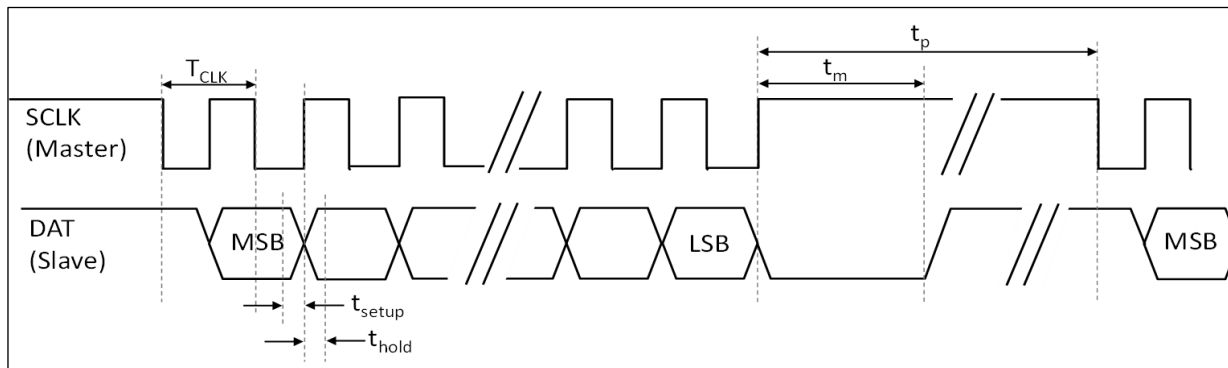 t_p
T_CLK
t_m
SCLK
(Master)
DAT
(Slave)
MSB
LSB
MSB
t_setup
t_hold